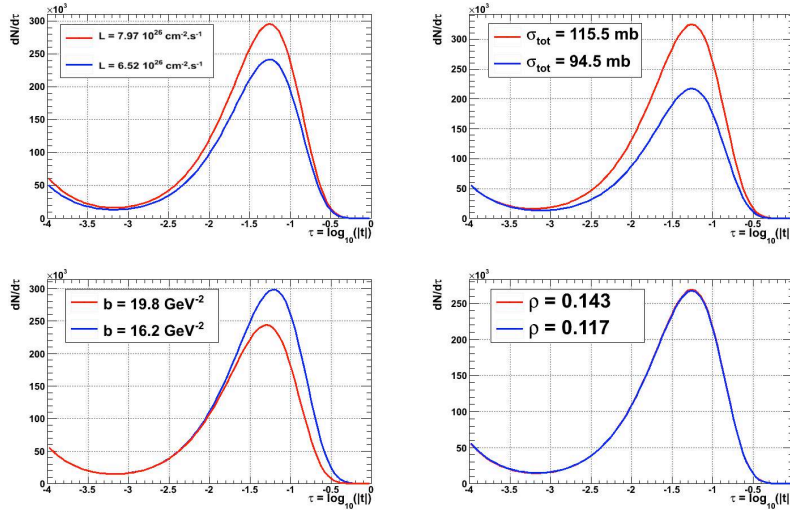 ×10³
dN/dτ
300
250
200
150
100
50
0
L = 7.97 10²⁶ cm⁻².s⁻¹
L = 6.52 10²⁶ cm⁻².s⁻¹
-4 -3.5 -3 -2.5 -2 -1.5 -1 -0.5 0
τ = log₁₀(|t|)
×10³
dN/dτ
300
250
200
150
100
50
0
σtot = 115.5 mb
σtot = 94.5 mb
-4 -3.5 -3 -2.5 -2 -1.5 -1 -0.5 0
τ = log₁₀(|t|)
×10³
dN/dτ
300
250
200
150
100
50
0
b = 19.8 GeV⁻²
b = 16.2 GeV⁻²
-4 -3.5 -3 -2.5 -2 -1.5 -1 -0.5 0
τ = log₁₀(|t|)
×10³
dN/dτ
250
200
150
100
50
0
ρ = 0.143
ρ = 0.117
-4 -3.5 -3 -2.5 -2 -1.5 -1 -0.5 0
τ = log₁₀(|t|)